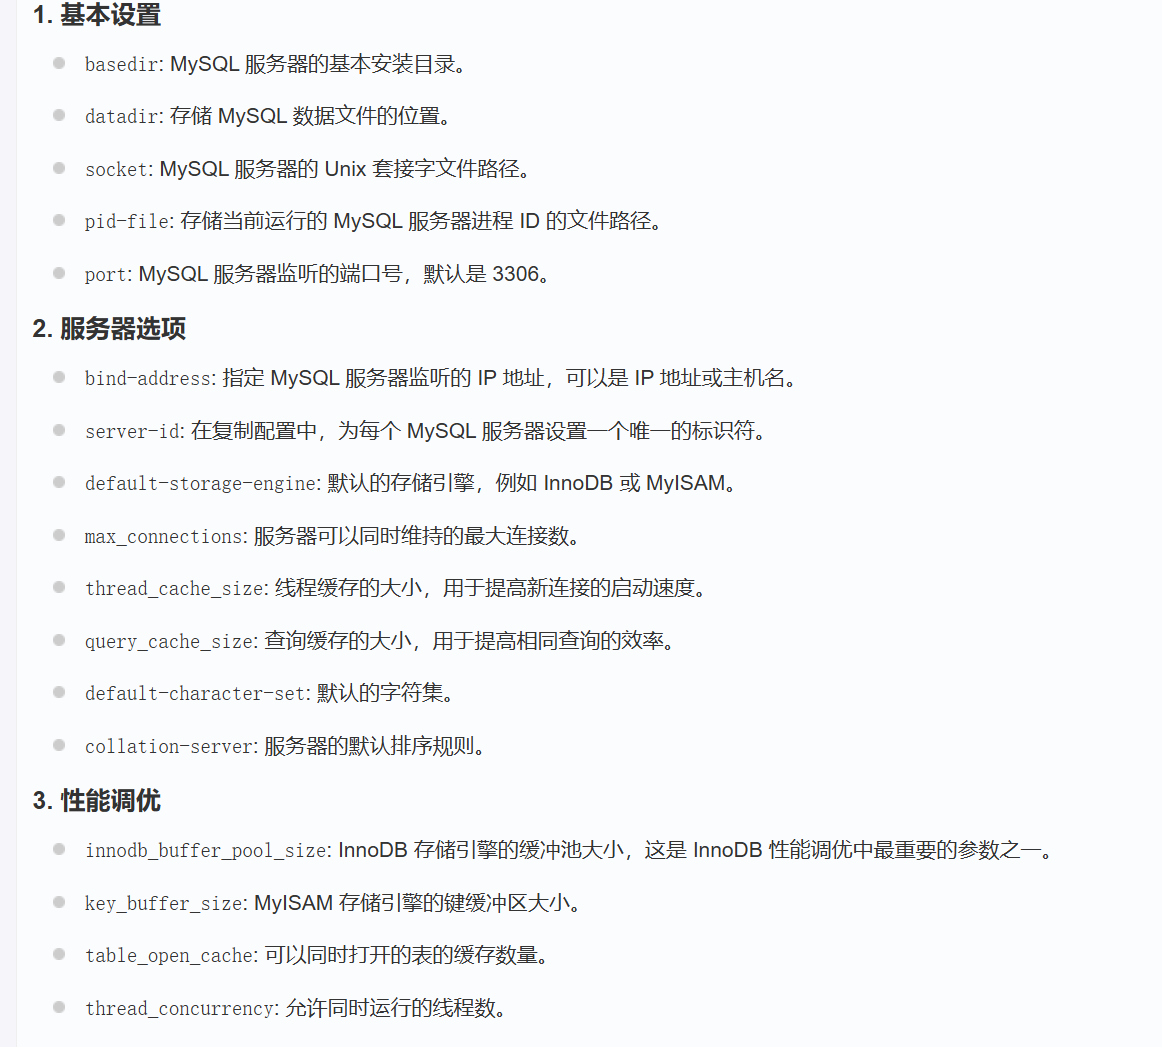 1. 基本设置
basedir: MySQL 服务器的基本安装目录。
datadir: 存储 MySQL 数据文件的位置。
socket: MySQL 服务器的 Unix 套接字文件路径。
pid-file: 存储当前运行的 MySQL 服务器进程 ID 的文件路径。
port: MySQL 服务器监听的端口号，默认是 3306。
2. 服务器选项
bind-address: 指定 MySQL 服务器监听的 IP 地址，可以是 IP 地址或主机名。
server-id: 在复制配置中，为每个 MySQL 服务器设置一个唯一的标识符。
default-storage-engine: 默认的存储引擎，例如 InnoDB 或 MyISAM。
max_connections: 服务器可以同时维持的最大连接数。
thread_cache_size: 线程缓存的大小，用于提高新连接的启动速度。
query_cache_size: 查询缓存的大小，用于提高相同查询的效率。
default-character-set: 默认的字符集。
collation-server: 服务器的默认排序规则。
3. 性能调优
innodb_buffer_pool_size: InnoDB 存储引擎的缓冲池大小，这是 InnoDB 性能调优中最重要的参数之一。
key_buffer_size: MyISAM 存储引擎的键缓冲区大小。
table_open_cache: 可以同时打开的表的缓存数量。
thread_concurrency: 允许同时运行的线程数。